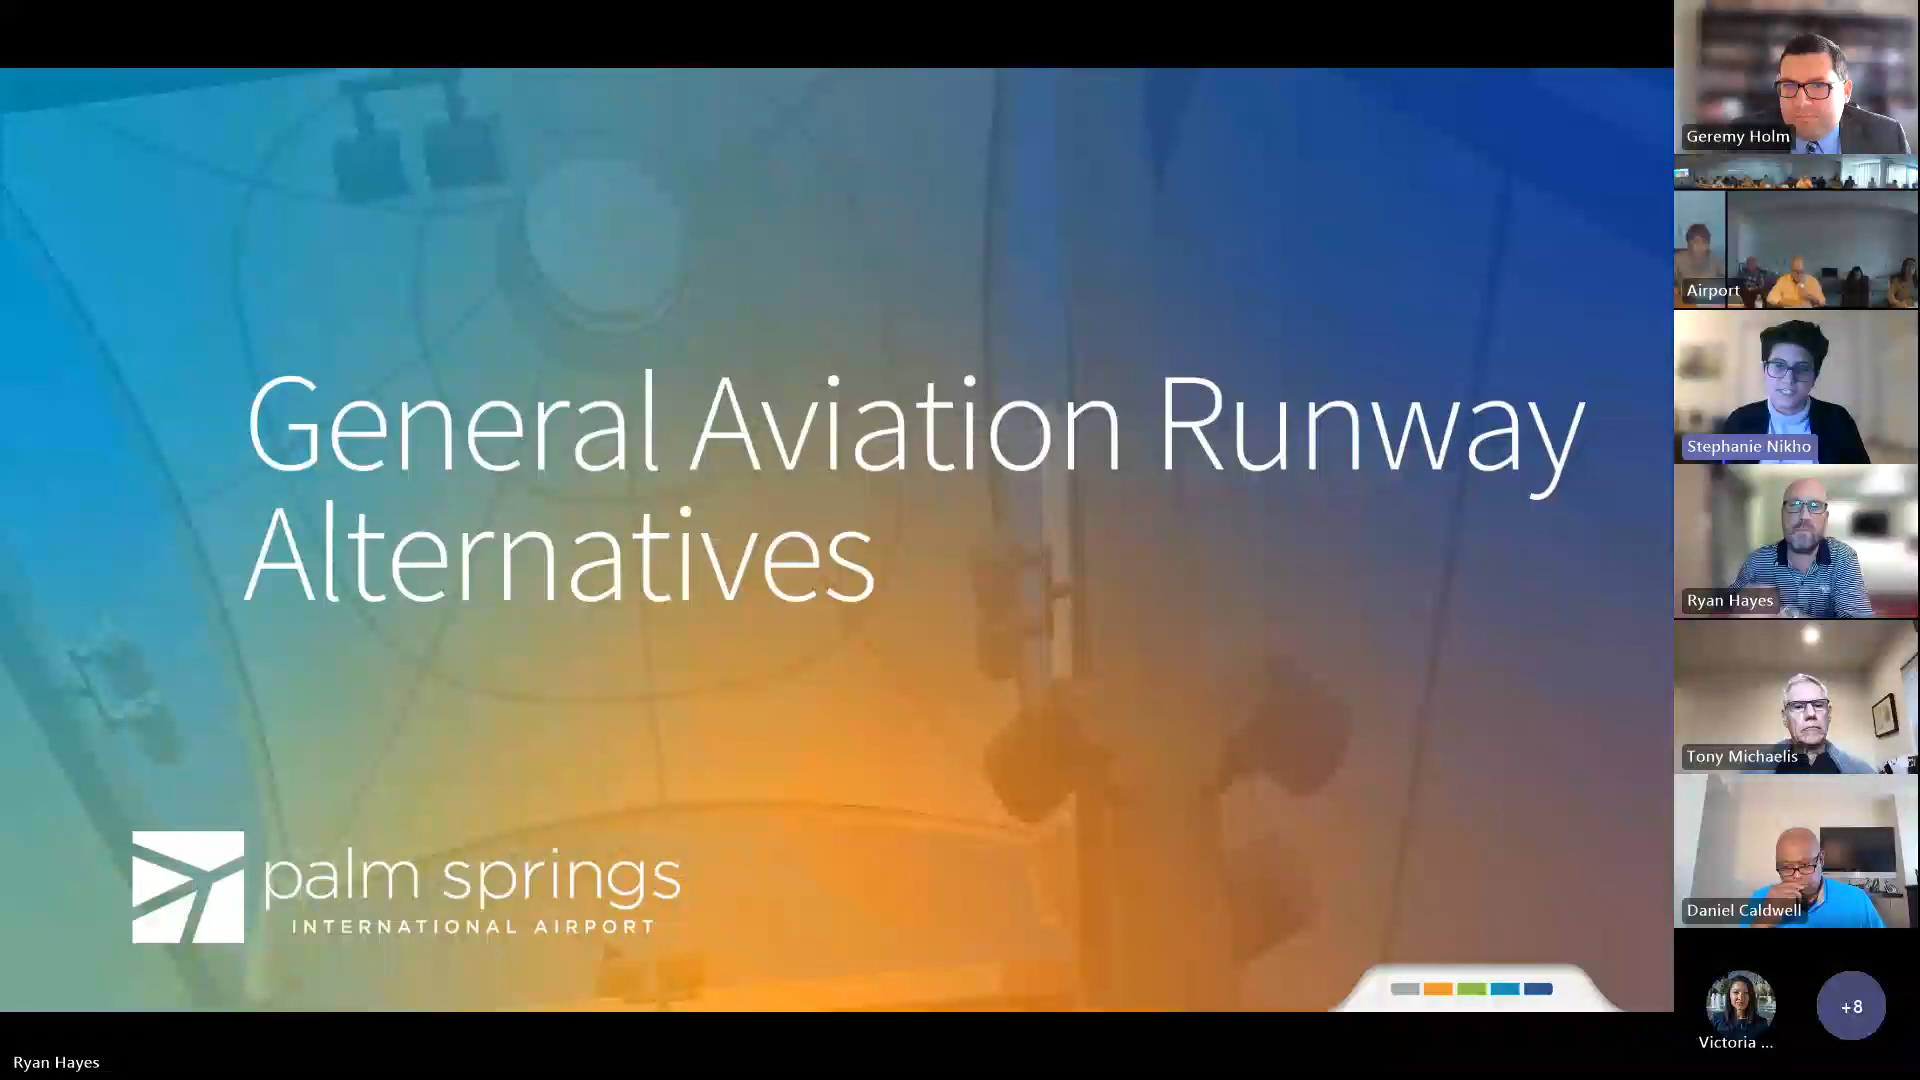 General Aviation Runway
Alternatives
palm springs
INTERNATIONAL AIRPORT
Ryan Hayes
Geremy Holm
Airport
Stephanie Nikho
Ryan Hayes
Tony Michaelis
Daniel Caldwell
Victoria ...
+8